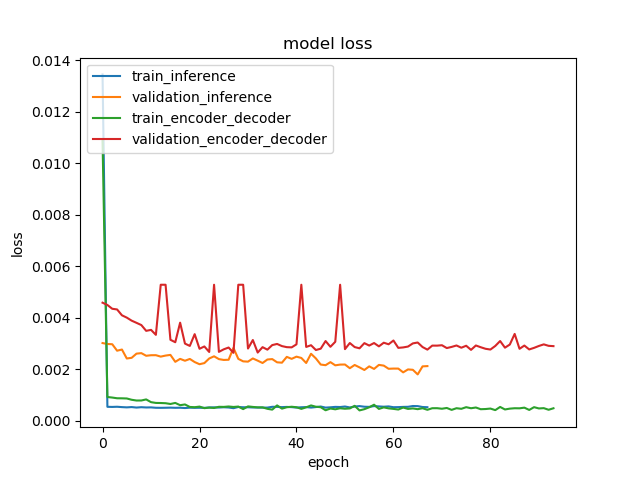 model loss
train_inference
validation_inference
train_encoder_decoder
validation_encoder_decoder
loss
0.014
0.012
0.010
0.008
0.006
0.004
0.002
0.000
0 20 40 60 80
epoch